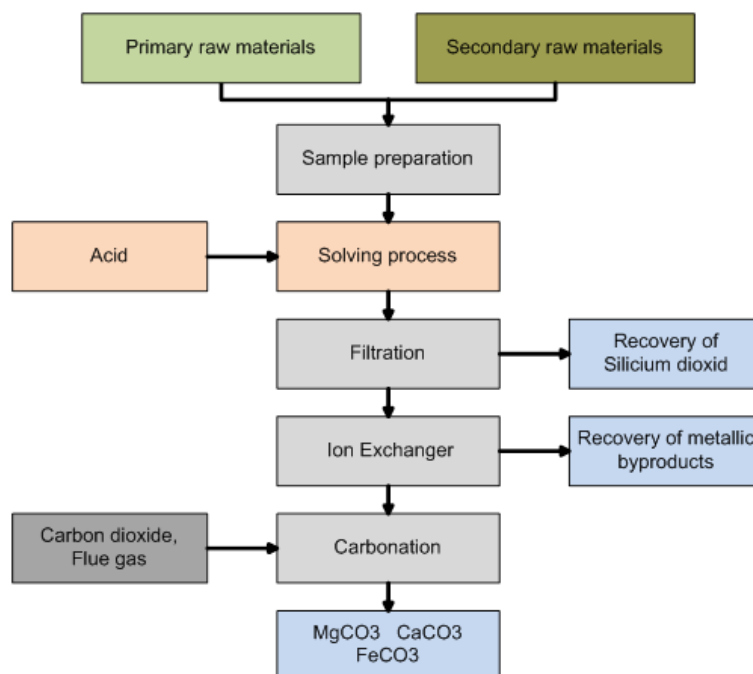 Primary raw materials
Secondary raw materials
Sample preparation
Acid
Solving process
Filtration
Recovery of
Silicium dioxid
Ion Exchanger
Recovery of metallic
byproducts
Carbon dioxide,
Flue gas
Carbonation
MgCO3 CaCO3
FeCO3